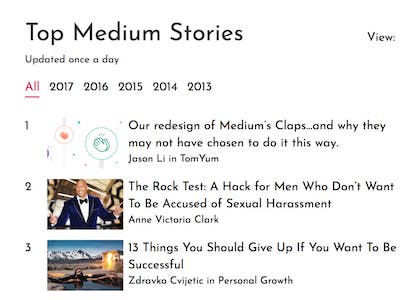 Top Medium Stories
View:
Updated once a day
All 2017 2016 2015 2014 2013
1
Our redesign of Medium's Claps...and why they
may not have chosen to do it this way.
Jason Li in TomYum
2
The Rock Test: A Hack for Men Who Don't Want
To Be Accused of Sexual Harassment
Anne Victoria Clark
3
13 Things You Should Give Up If You Want To Be
Successful
Zdravko Cvijetic in Personal Growth